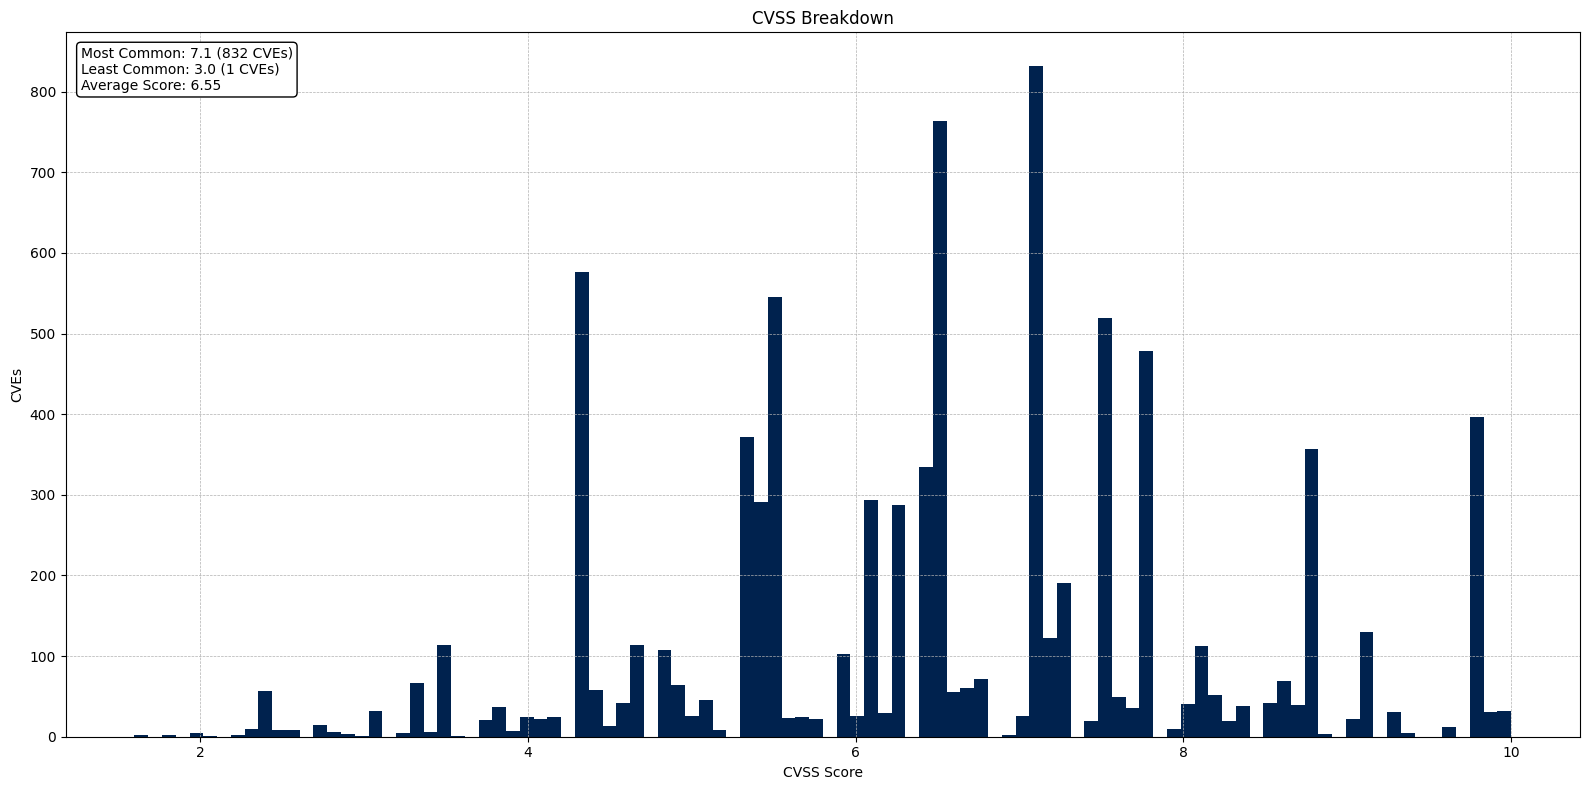 CVSS Breakdown
Most Common: 7.1 (832 CVEs)
Least Common: 3.0 (1 CVEs)
Average Score: 6.55
800
700
600
500
400
300
200
100
0
CVEs
2 4 6 8 10
CVSS Score